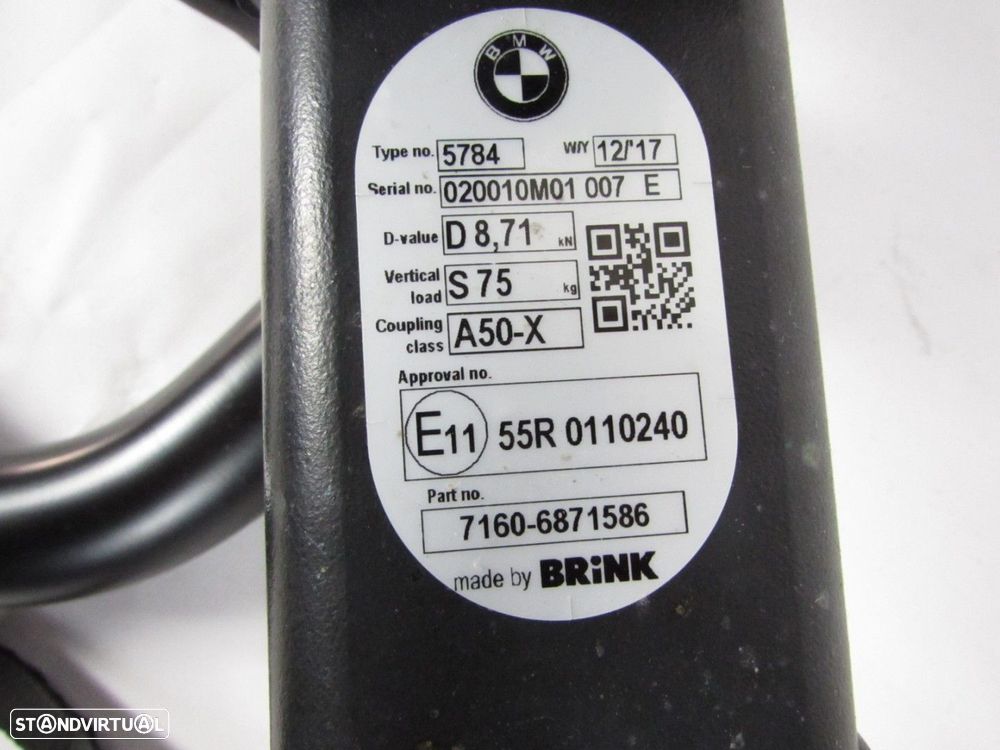 BMW
Type no. 5784 W/Y 12/'17
Serial no. 020010M01 007 E
D-value D 8,71 kN
Vertical load S 75 kg
Coupling class A50-X
Approval no.
E11 55R 0110240
Part no.
7160-6871586
made by BRiNK
STANDVIRTUAL